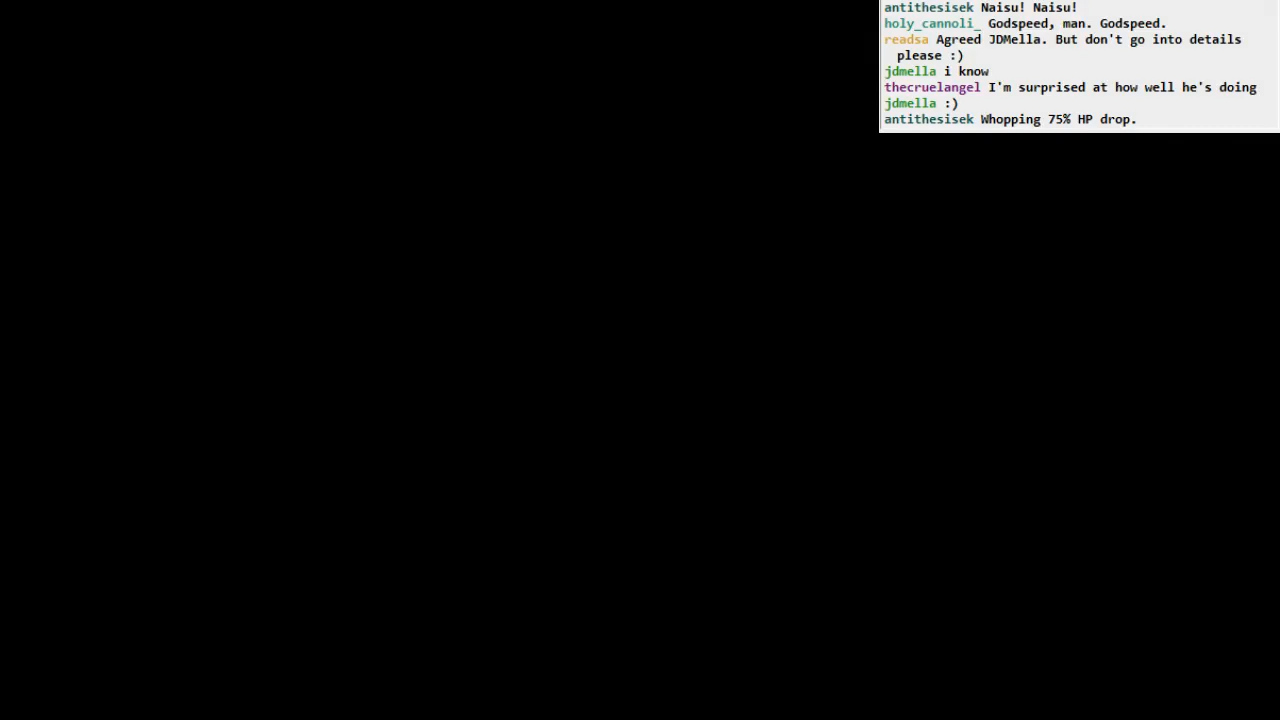 antithesisek Naisu! Naisu!
holy_cannoli_ Godspeed, man. Godspeed.
readsa Agreed JDMella. But don't go into details
please :)
jdmella i know
thecruelangel I'm surprised at how well he's doing
jdmella :)
antithesisek Whopping 75% HP drop.